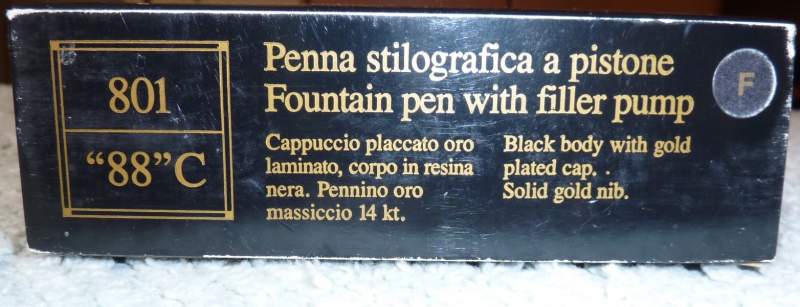 801
“88”C
Penna stilografica a pistone
Fountain pen with filler pump
Cappuccio placcato oro
laminato, corpo in resina
nera. Pennino oro
massiccio 14 kt.
Black body with gold
plated cap. .
Solid gold nib.
F